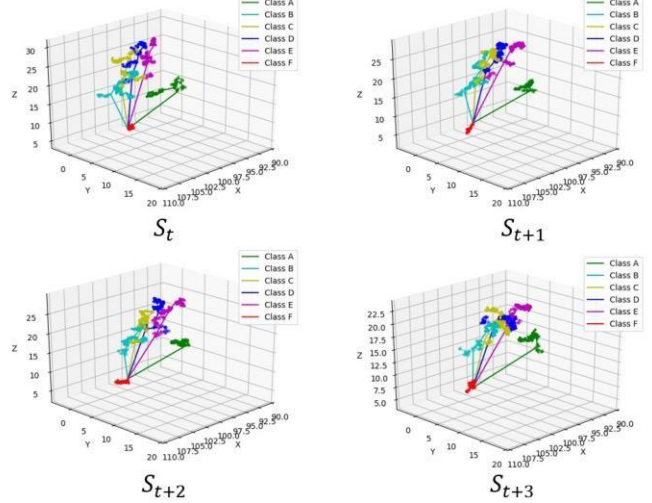 Class A
Class B
Class C
Class D
Class E
Class F
30
25
20
15
10
5
Z
0
5
10
15
20
Y
110.0
107.5
105.0
102.5
100.0
97.5
95.0
92.5
90.0
X
S_t
Class A
Class B
Class C
Class D
Class E
Class F
25
20
15
10
5
Z
0
5
10
15
20
Y
110.0
107.5
105.0
102.5
100.0
97.5
95.0
92.5
90.0
X
S_{t+1}
Class A
Class B
Class C
Class D
Class E
Class F
25
20
15
10
5
Z
0
5
10
15
20
Y
110.0
107.5
105.0
102.5
100.0
97.5
95.0
92.5
90.0
X
S_{t+2}
Class A
Class B
Class C
Class D
Class E
Class F
22.5
20.0
17.5
15.0
12.5
10.0
7.5
5.0
Z
0
5
10
15
20
Y
110.0
107.5
105.0
102.5
100.0
97.5
95.0
92.5
90.0
X
S_{t+3}